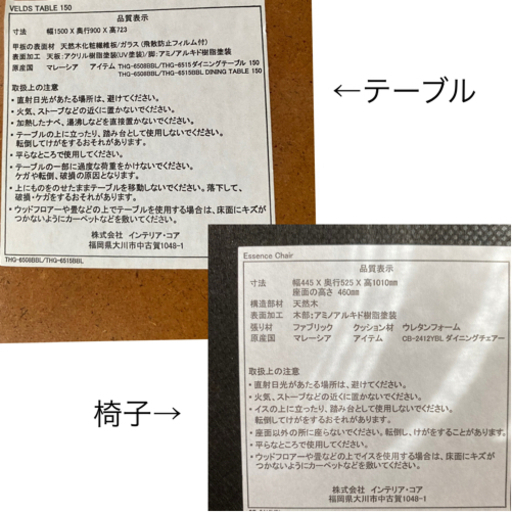 VELDS TABLE 150
品質表示
寸法 幅1500 X 奥行900 X 高723
甲板の表面材 天然木化粧繊維板/ガラス(飛散防止フィルム付)
表面加工 天板:アクリル樹脂塗装(UV塗装)/脚:アミノアルキド樹脂塗装
原産国 マレーシア アイテム THG-6508BBL/THG-6515ダイニングテーブル 150
THG-6508BBL/THG-6515BBL DINING TABLE 150
取扱上の注意
・直射日光があたる場所は、避けてください。
・火気、ストーブなどの近くに置かないでください。
・加熱したナベ、湯沸しなどを直接置かないでください。
・テーブルの上に立ったり、踏み台として使用しないでください。
転倒してけがをするおそれがあります。
・平らなところで使用してください。
・テーブルの一部に過度な荷重をかけないでください。
ケガや転倒、破損の原因となります。
・上にものをのせたままテーブルを移動しないでください。落下して、
破損・ケガをするおそれがあります。
・ウッドフロアーや畳などの上でテーブルを使用する場合は、床面にキズが
つかないようにカーペットなどを敷いてください。
株式会社 インテリア・コア
福岡県大川市中古賀1048-1
THG-6508BBL/THG-6515BBL
←テーブル
椅子→
Essence Chair
品質表示
寸法 幅445 X 奥行525 X 高1010mm
座面の高さ 460mm
構造部材 天然木
表面加工 木部:アミノアルキド樹脂塗装
張り材 ファブリック クッション材 ウレタンフォーム
原産国 マレーシア アイテム CB-2412YBL ダイニングチェアー
取扱上の注意
・直射日光があたる場所は、避けてください。
・火気、ストーブなどの近くに置かないでください。
・イスの上に立ったり、踏み台として使用しないでください。
転倒してけがをするおそれがあります。
・座面以外の所に座らないでください。転倒し、けがをすることがあります。
・平らなところで使用してください。
・ウッドフロアーや畳などの上でイスを使用する場合は、床面にキズが
つかないようにカーペットなどを敷いてください。
株式会社 インテリア・コア
福岡県大川市中古賀1048-1